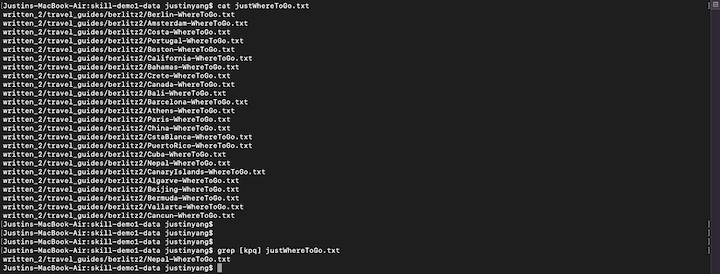 [Justins-MacBook-Air:skill-demo1-data justinyang$ cat justWhereToGo.txt ]
written_2/travel_guides/berlitz2/Berlin-WhereToGo.txt
written_2/travel_guides/berlitz2/Amsterdam-WhereToGo.txt
written_2/travel_guides/berlitz2/Costa-WhereToGo.txt
written_2/travel_guides/berlitz2/Portugal-WhereToGo.txt
written_2/travel_guides/berlitz2/Boston-WhereToGo.txt
written_2/travel_guides/berlitz2/California-WhereToGo.txt
written_2/travel_guides/berlitz2/Bahamas-WhereToGo.txt
written_2/travel_guides/berlitz2/Crete-WhereToGo.txt
written_2/travel_guides/berlitz2/Canada-WhereToGo.txt
written_2/travel_guides/berlitz2/Bali-WhereToGo.txt
written_2/travel_guides/berlitz2/Barcelona-WhereToGo.txt
written_2/travel_guides/berlitz2/Athens-WhereToGo.txt
written_2/travel_guides/berlitz2/Paris-WhereToGo.txt
written_2/travel_guides/berlitz2/China-WhereToGo.txt
written_2/travel_guides/berlitz2/CstaBlanca-WhereToGo.txt
written_2/travel_guides/berlitz2/PuertoRico-WhereToGo.txt
written_2/travel_guides/berlitz2/Cuba-WhereToGo.txt
written_2/travel_guides/berlitz2/Nepal-WhereToGo.txt
written_2/travel_guides/berlitz2/CanaryIslands-WhereToGo.txt
written_2/travel_guides/berlitz2/Algarve-WhereToGo.txt
written_2/travel_guides/berlitz2/Beijing-WhereToGo.txt
written_2/travel_guides/berlitz2/Bermuda-WhereToGo.txt
written_2/travel_guides/berlitz2/Vallarta-WhereToGo.txt
written_2/travel_guides/berlitz2/Cancun-WhereToGo.txt
[Justins-MacBook-Air:skill-demo1-data justinyang$ ]
[Justins-MacBook-Air:skill-demo1-data justinyang$ ]
[Justins-MacBook-Air:skill-demo1-data justinyang$ ]
[Justins-MacBook-Air:skill-demo1-data justinyang$ grep [kpq] justWhereToGo.txt ]
written_2/travel_guides/berlitz2/Nepal-WhereToGo.txt
Justins-MacBook-Air:skill-demo1-data justinyang$